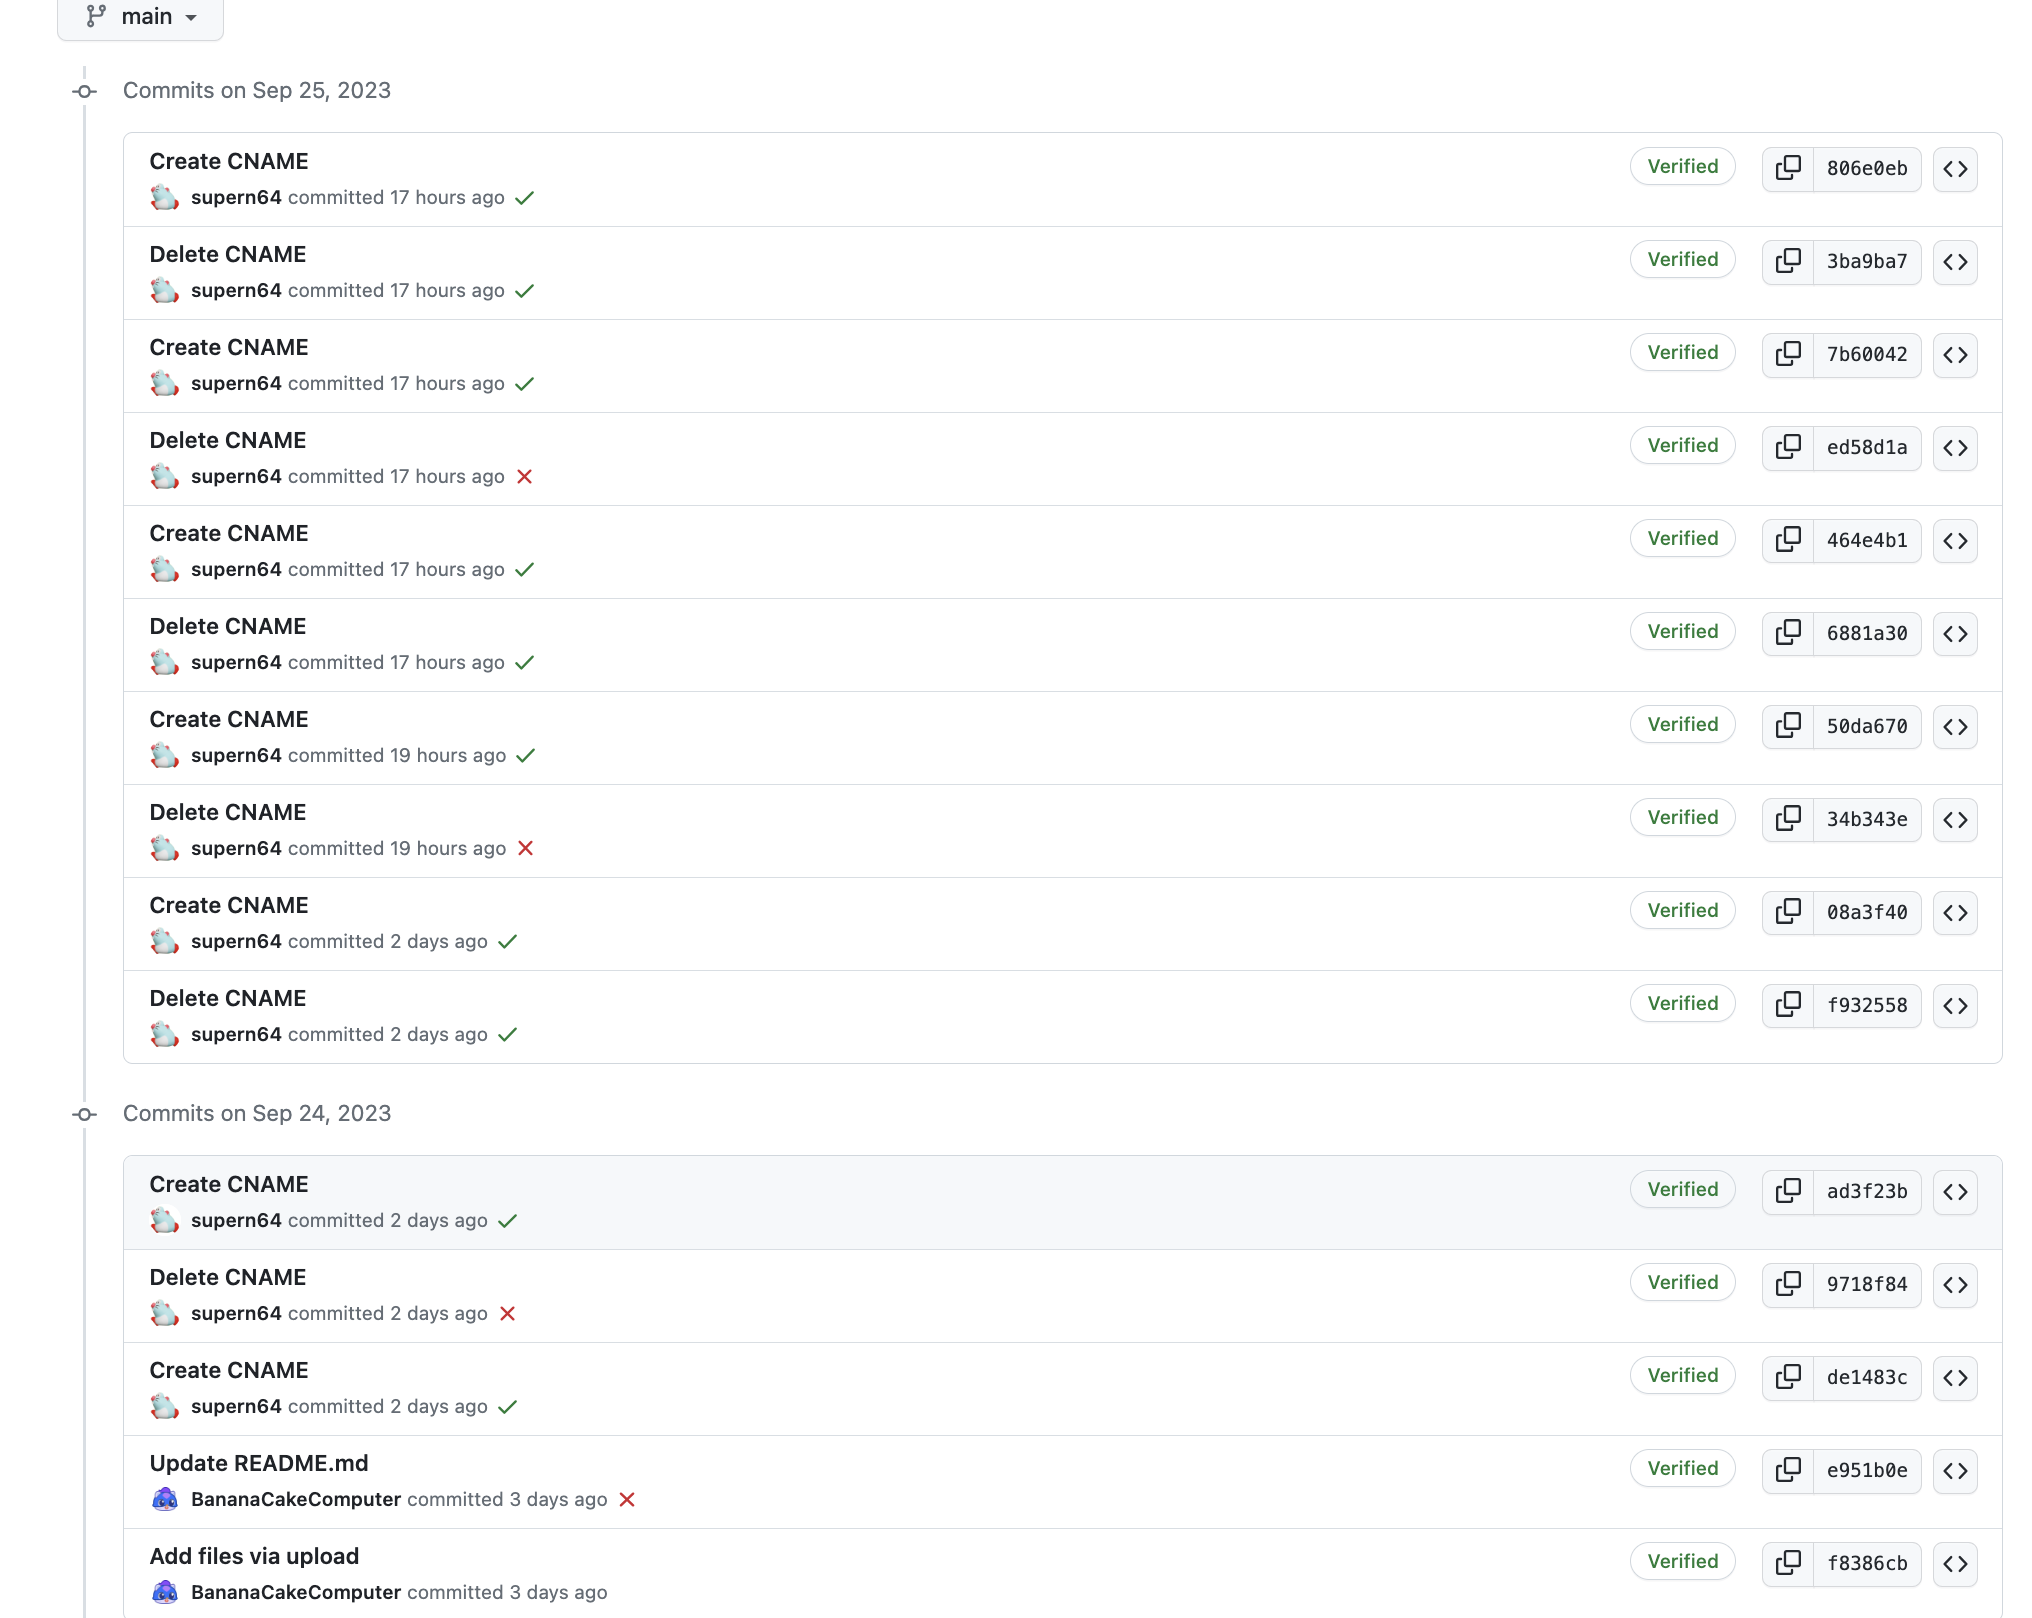 main
Commits on Sep 25, 2023
Create CNAME
supern64 committed 17 hours ago
Verified
806e0eb
Delete CNAME
supern64 committed 17 hours ago
Verified
3ba9ba7
Create CNAME
supern64 committed 17 hours ago
Verified
7b60042
Delete CNAME
supern64 committed 17 hours ago
Verified
ed58d1a
Create CNAME
supern64 committed 17 hours ago
Verified
464e4b1
Delete CNAME
supern64 committed 17 hours ago
Verified
6881a30
Create CNAME
supern64 committed 19 hours ago
Verified
50da670
Delete CNAME
supern64 committed 19 hours ago
Verified
34b343e
Create CNAME
supern64 committed 2 days ago
Verified
08a3f40
Delete CNAME
supern64 committed 2 days ago
Verified
f932558
Commits on Sep 24, 2023
Create CNAME
supern64 committed 2 days ago
Verified
ad3f23b
Delete CNAME
supern64 committed 2 days ago
Verified
9718f84
Create CNAME
supern64 committed 2 days ago
Verified
de1483c
Update README.md
BananaCakeComputer committed 3 days ago
Verified
e951b0e
Add files via upload
BananaCakeComputer committed 3 days ago
Verified
f8386cb